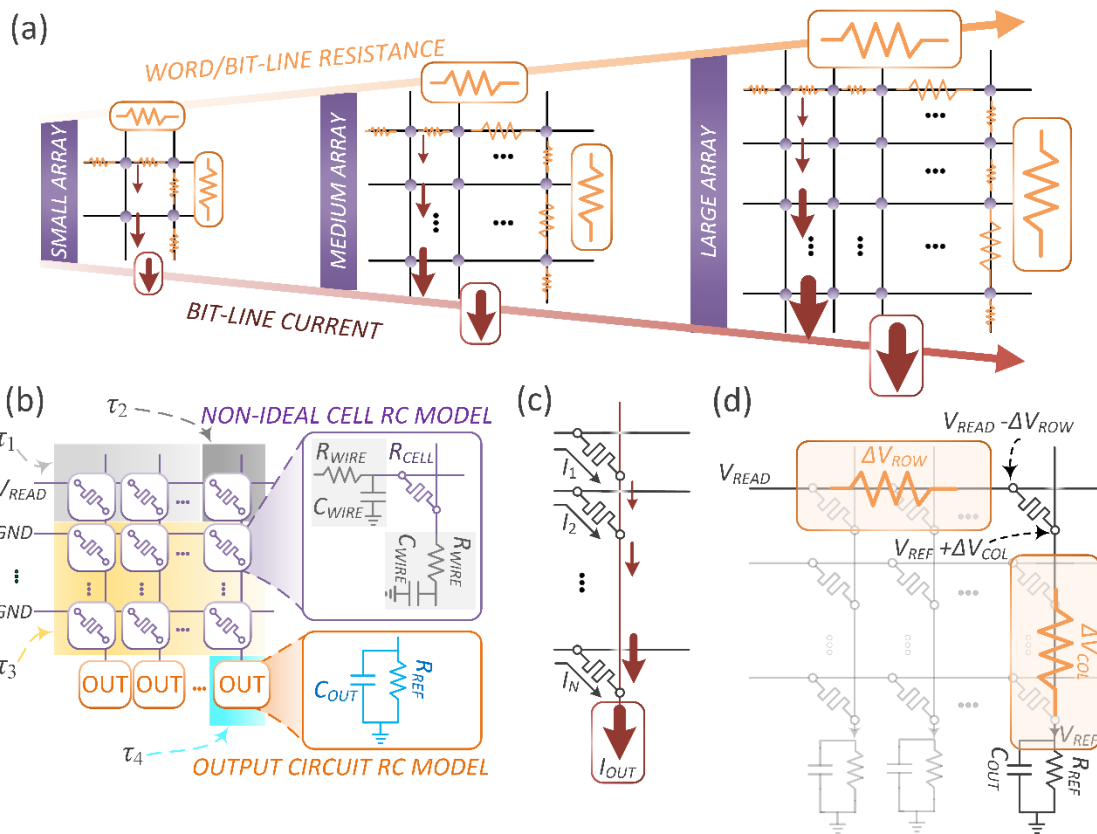 (a)
WORD/BIT-LINE RESISTANCE
SMALL ARRAY
MEDIUM ARRAY
LARGE ARRAY
...
...
...
...
...
...
...
...
BIT-LINE CURRENT
(b)
τ2
NON-IDEAL CELL RC MODEL
τ1
RWIRE
RCELL
CWIRE
VREAD
...
GND
CWIRE
RWIRE
...
...
...
...
...
GND
...
τ3
OUT
OUT
...
OUT
COUT
RREF
τ4
OUTPUT CIRCUIT RC MODEL
(c)
I1
I2
...
IN
IOUT
(d)
VREAD -ΔVROW
ΔVROW
VREAD
...
VREF +ΔVCOL
...
...
ΔVCOL
...
VREF
COUT
RREF